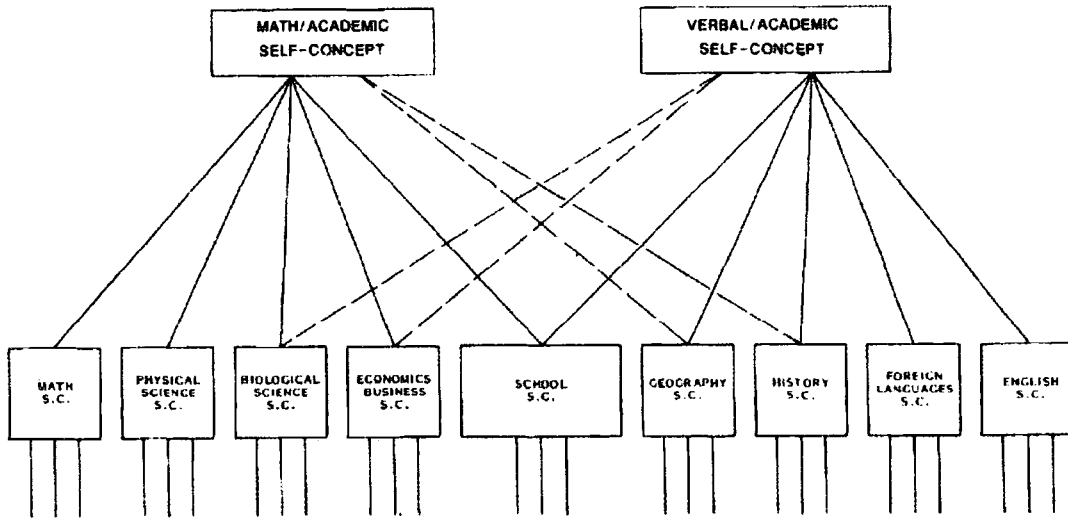 MATH/ACADEMIC
SELF-CONCEPT
VERBAL/ACADEMIC
SELF-CONCEPT
MATH
S.C.
PHYSICAL
SCIENCE
S.C.
BIOLOGICAL
SCIENCE
S.C.
ECONOMICS
BUSINESS
S.C.
SCHOOL
S.C.
GEOGRAPHY
S.C.
HISTORY
S.C.
FOREIGN
LANGUAGES
S.C.
ENGLISH
S.C.